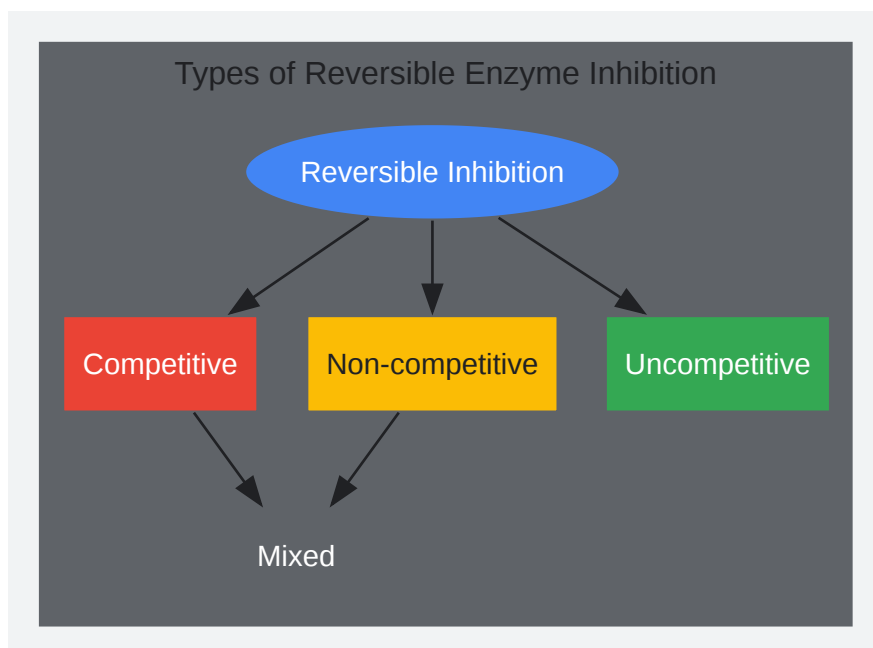 Types of Reversible Enzyme Inhibition
Reversible Inhibition
Competitive
Non-competitive
Uncompetitive
Mixed